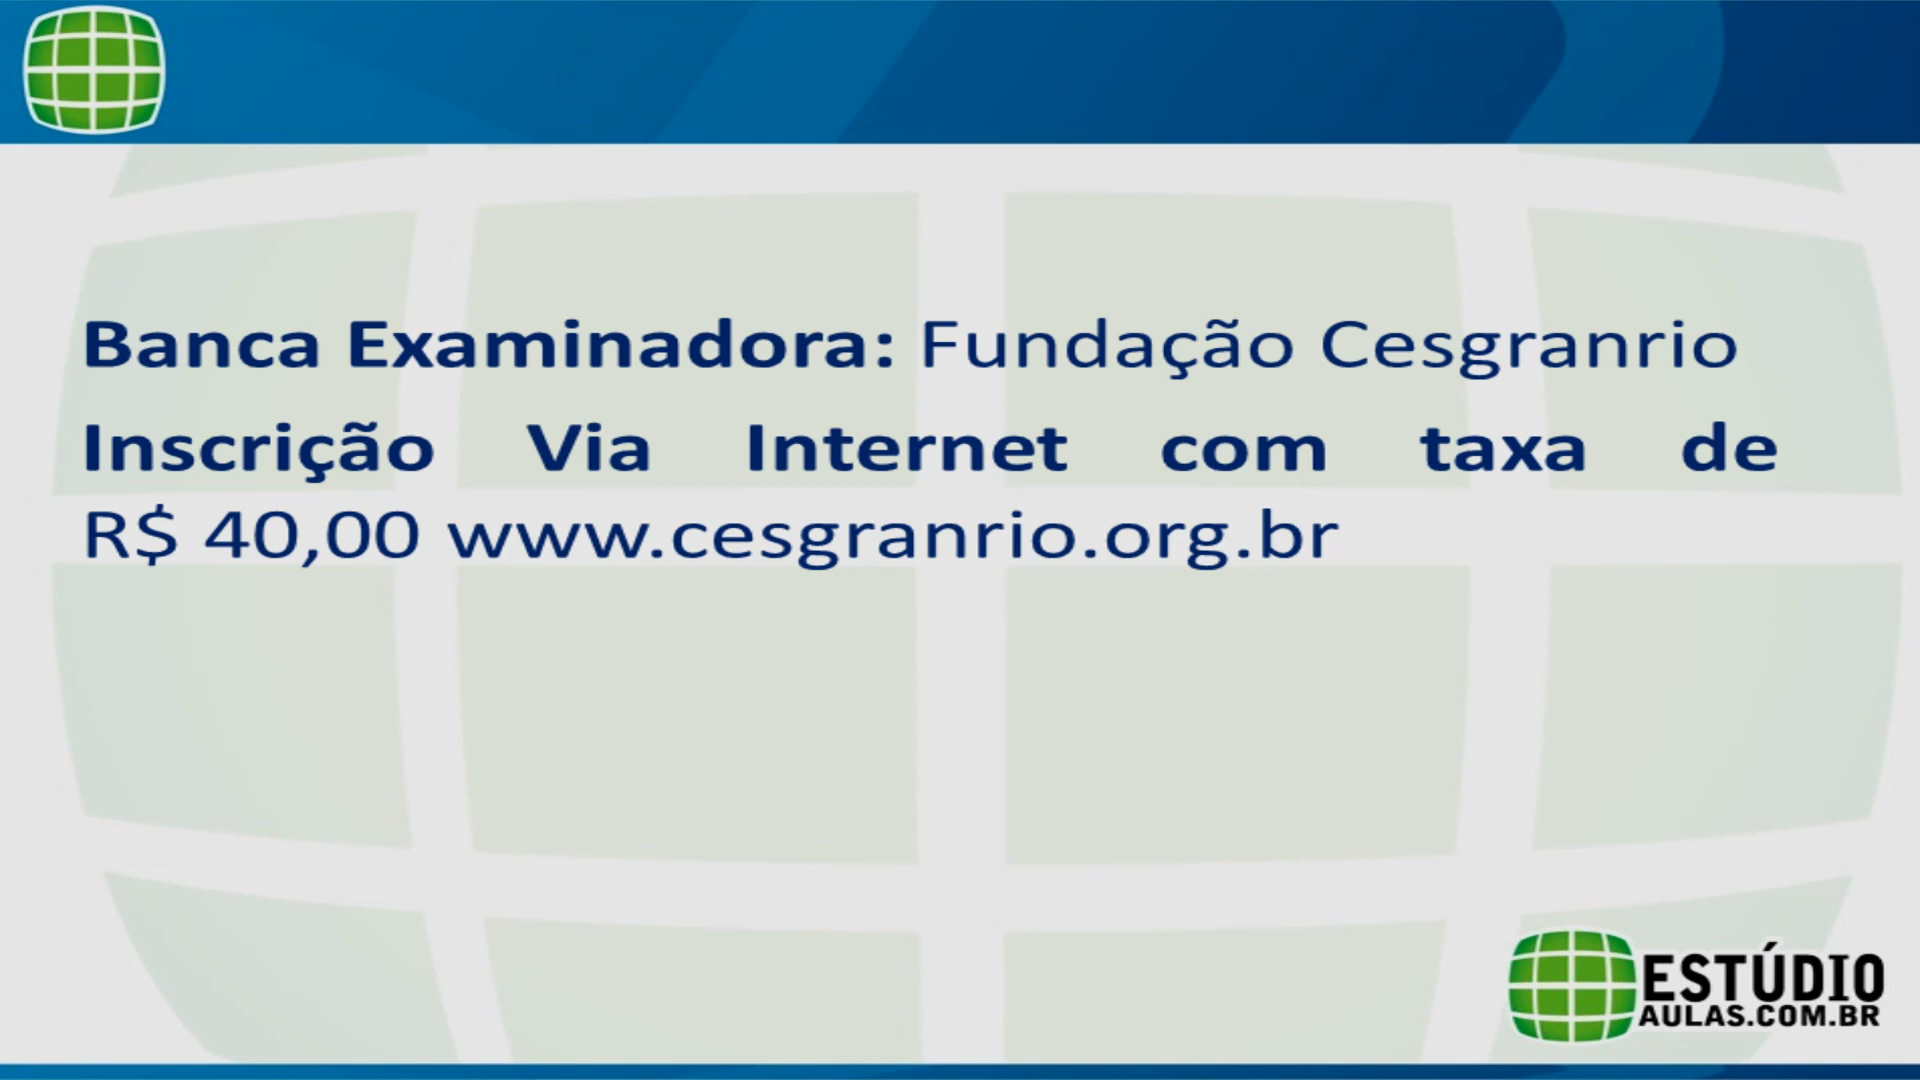 Banca Examinadora: Fundação Cesgranrio
Inscrição Via Internet com taxa de
R$ 40,00 www.cesgranrio.org.br
ESTÚDIO
AULAS.COM.BR